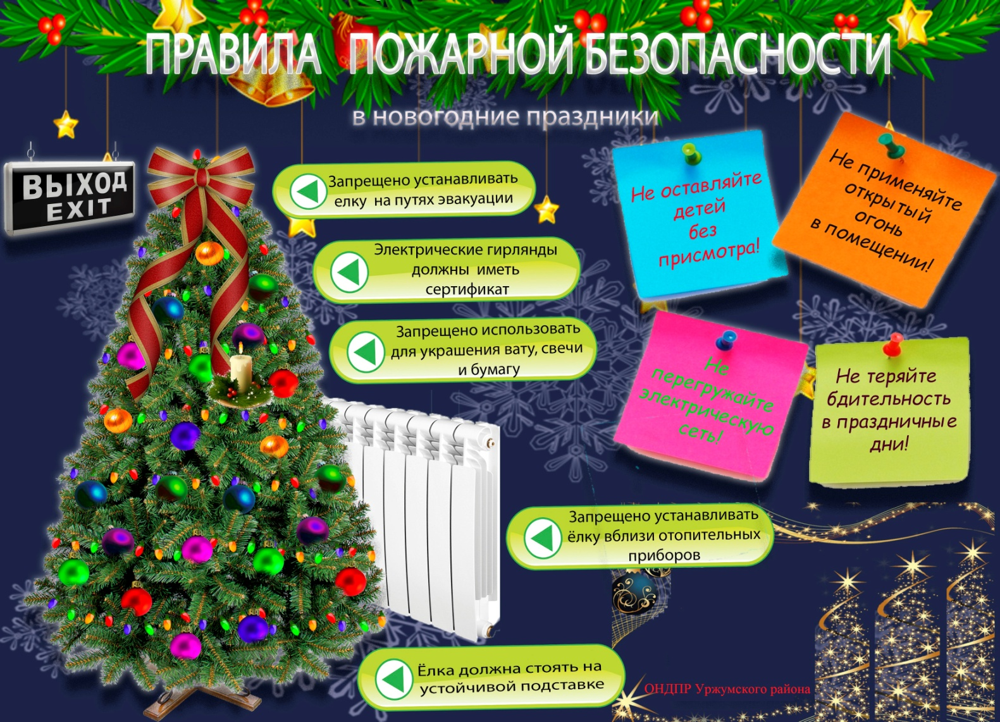 ПРАВИЛА ПОЖАРНОЙ БЕЗОПАСНОСТИ
в новогодние праздники
ВЫХОД
EXIT
Запрещено устанавливать
елку на путях эвакуации
Электрические гирлянды
должны иметь
сертификат
Запрещено использовать
для украшения вату, свечи
и бумагу
Не оставляйте
детей
без
присмотра!
Не применяйте
открытый
огонь
в помещении!
Не
перегружайте
электрическую
сеть!
Не теряйте
бдительность
в праздничные
дни!
Запрещено устанавливать
ёлку вблизи отопительных
приборов
Ёлка должна стоять на
устойчивой подставке
ОНДПР Уржумского района